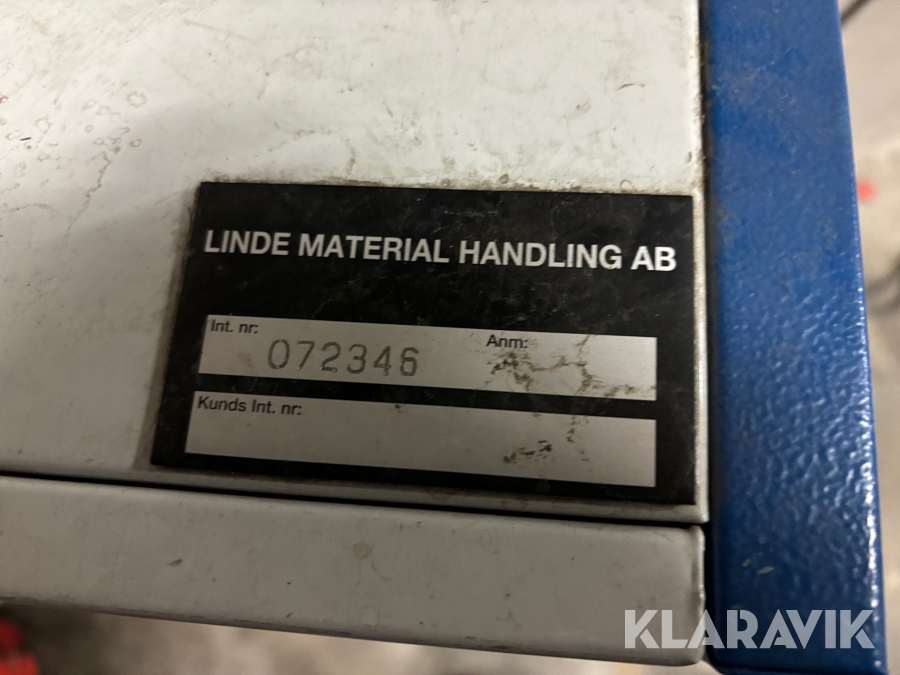 LINDE MATERIAL HANDLING AB
Int. nr: Anm:
072346
Kunds Int. nr:
KLARAVIK